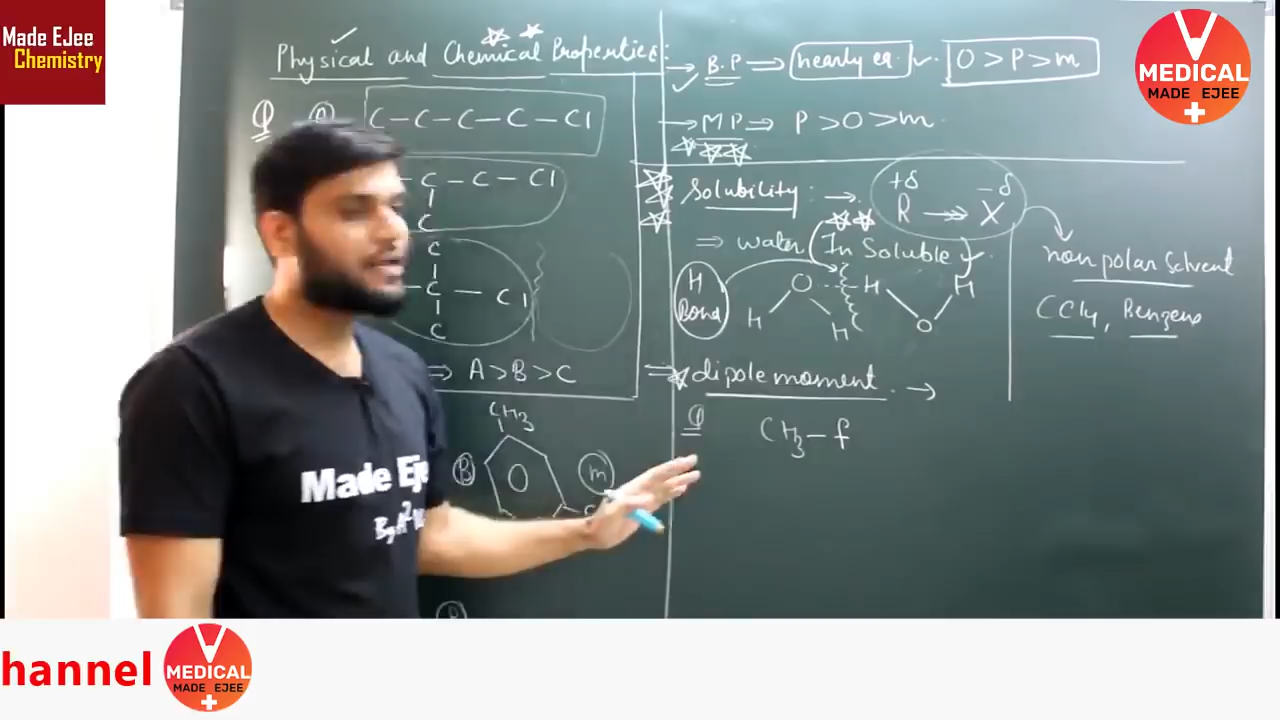 Made EJee
Chemistry
Physical and Chemical Properties:
Q A C-C-C-C-Cl
C - C - Cl
C
C
C - Cl
C
⇒ A>B>C
CH3
B m
→ B.P ⇒ nearly eq. O>P>m
→ MP ⇒ P>O>m
Solubility : →
+δ -δ
R X
⇒ water (In Soluble)
H
Bond
O H H
H H O
non polar solvent
CCl4, Benzene
⇒ dipole moment. →
Q CH3-f
MEDICAL
MADE EJEE
Made Ejee
hannel MEDICAL
MADE EJEE